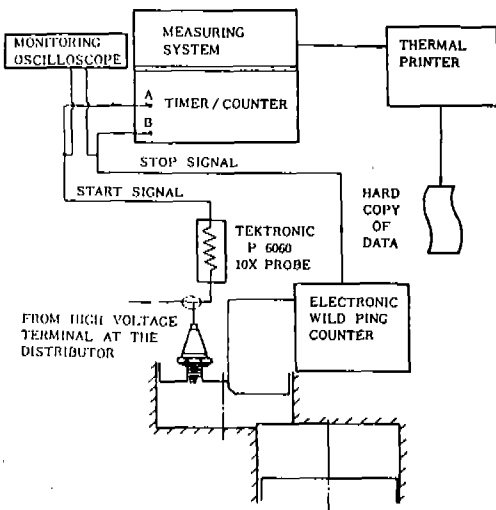 MONITORING
OSCILLOSCOPE
MEASURING
SYSTEM
THERMAL
PRINTER
A
TIMER / COUNTER
B
STOP SIGNAL
START SIGNAL
HARD
COPY
OF
DATA
TEKTRONIC
P 6060
10X PROBE
ELECTRONIC
WILD PING
COUNTER
FROM HIGH VOLTAGE
TERMINAL AT THE
DISTRIBUTOR